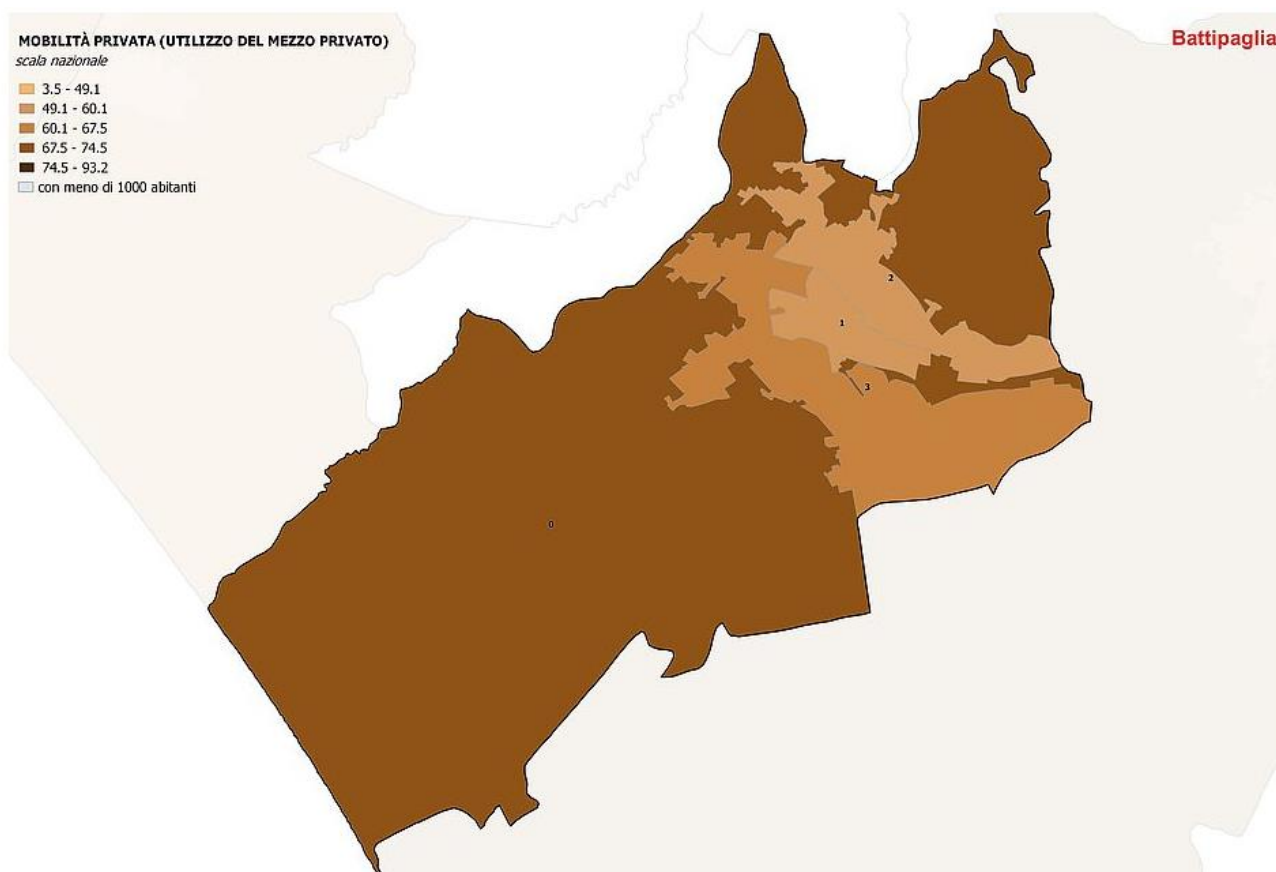 MOBILITÀ PRIVATA (UTILIZZO DEL MEZZO PRIVATO)
Battipaglia
scala nazionale
3.5 - 49.1
49.1 - 60.1
60.1 - 67.5
67.5 - 74.5
74.5 - 93.2
con meno di 1000 abitanti
2
1
3
0